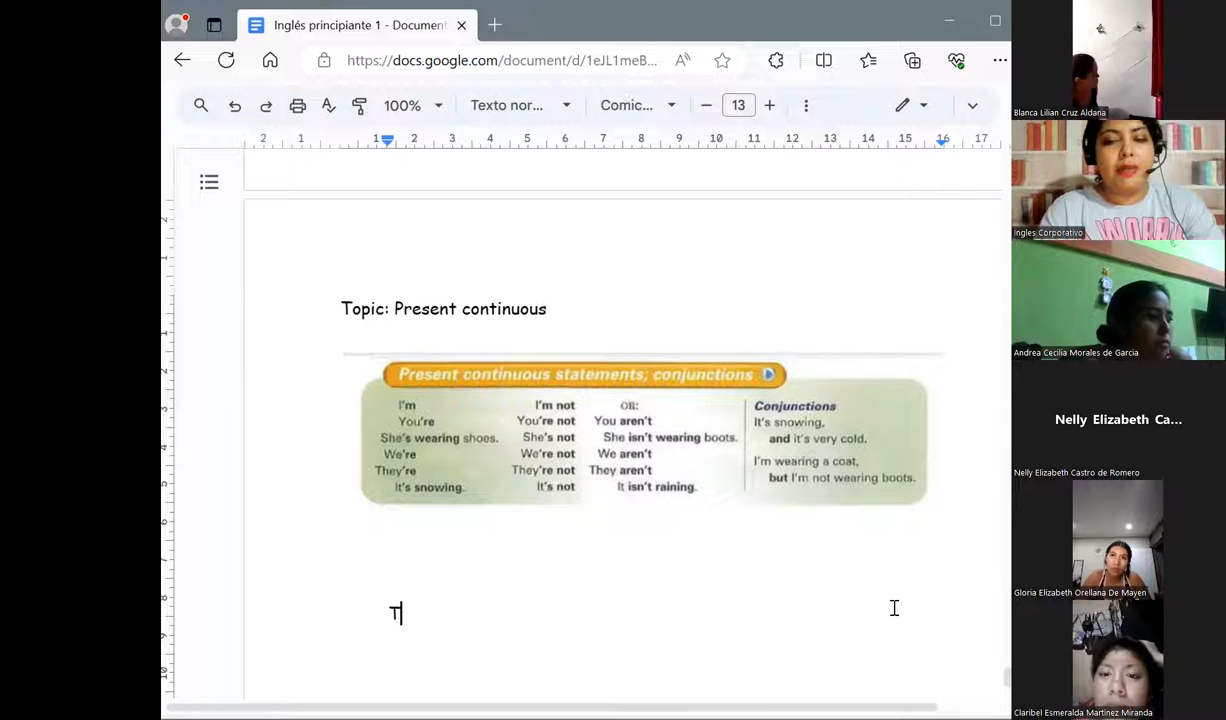 Inglés principiante 1 - Document
https://docs.google.com/document/d/1eJL1meB...
100%
Texto nor...
Comic...
13
2 1 1 2 3 4 5 6 7 8 9 10 11 12 13 14 15 16 17
Topic: Present continuous
Present continuous statements; conjunctions
I'm I'm not OR: Conjunctions
You're You're not You aren't It's snowing,
She's wearing shoes. She's not She isn't wearing boots. and it's very cold.
We're We're not We aren't I'm wearing a coat,
They're They're not They aren't but I'm not wearing boots.
It's snowing. It's not It isn't raining.
T
Blanca Lilian Cruz Aldana
Ingles Corporativo
Andrea Cecilia Morales de Garcia
Nelly Elizabeth Ca...
Nelly Elizabeth Castro de Romero
Gloria Elizabeth Orellana De Mayen
Claribel Esmeralda Martinez Miranda